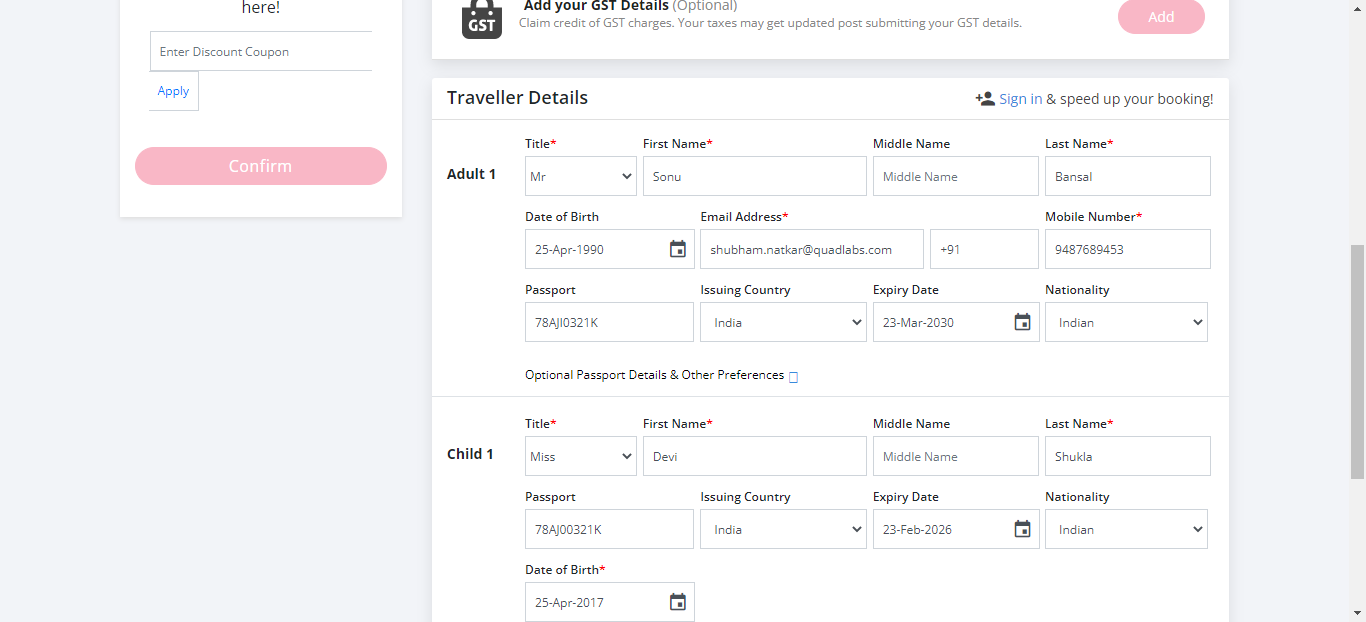 here!
Enter Discount Coupon
Apply
Confirm
GST
Add your GST Details (Optional)
Claim credit of GST charges. Your taxes may get updated post submitting your GST details.
Add
Traveller Details
Sign in & speed up your booking!
Title* First Name* Middle Name Last Name*
Adult 1 Mr Sonu Middle Name Bansal
Date of Birth Email Address* Mobile Number*
25-Apr-1990 shubham.natkar@quadlabs.com +91 9487689453
Passport Issuing Country Expiry Date Nationality
78AJI0321K India 23-Mar-2030 Indian
Optional Passport Details & Other Preferences
Title* First Name* Middle Name Last Name*
Child 1 Miss Devi Middle Name Shukla
Passport Issuing Country Expiry Date Nationality
78AJ00321K India 23-Feb-2026 Indian
Date of Birth*
25-Apr-2017